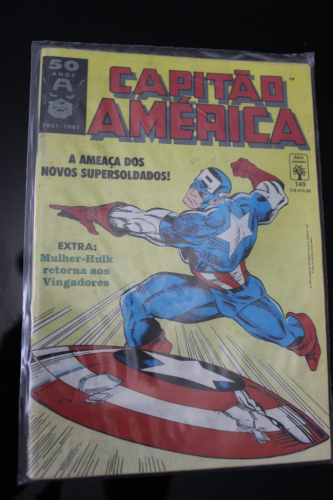 50
ANOS
A
1941-1991
CAPITÃO
AMÉRICA
TM
Abril
Jovem
149
A AMEAÇA DOS
NOVOS SUPERSOLDADOS!
EXTRA:
Mulher-Hulk
retorna aos
Vingadores